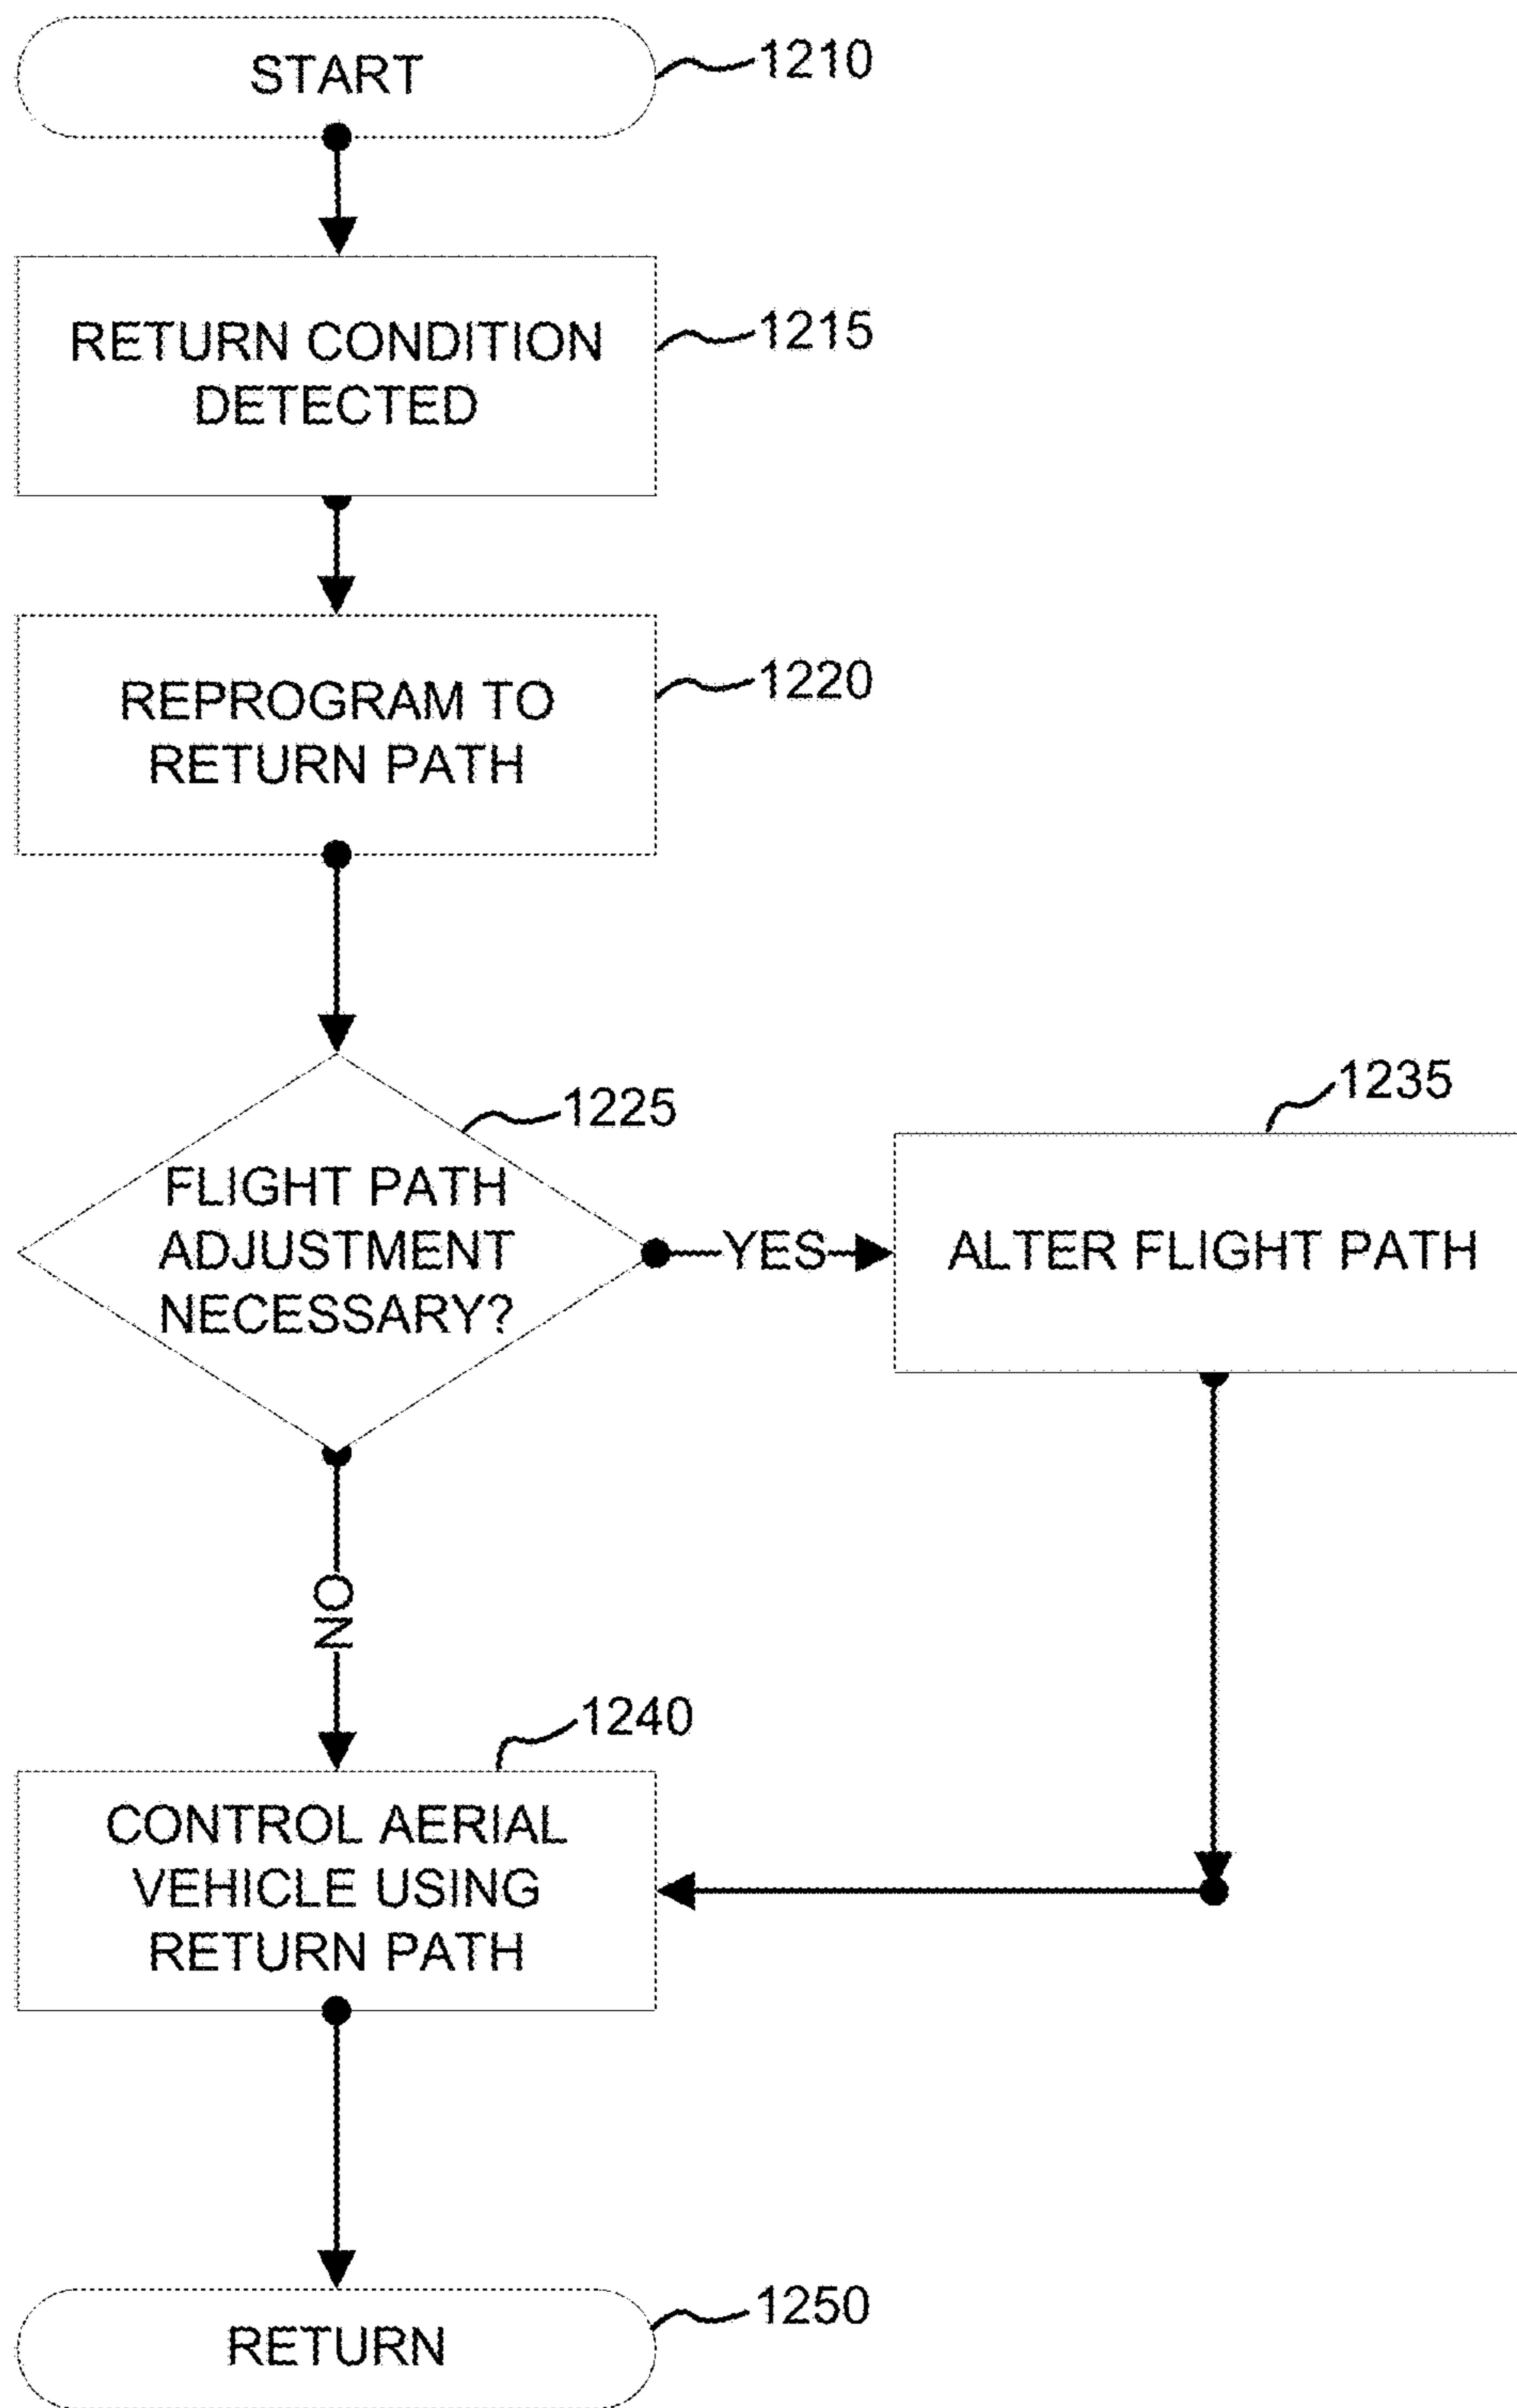 START
1210
RETURN CONDITION
DETECTED
1215
REPROGRAM TO
RETURN PATH
1220
1225
FLIGHT PATH
ADJUSTMENT
NECESSARY?
YES
1235
ALTER FLIGHT PATH
NO
1240
CONTROL AERIAL
VEHICLE USING
RETURN PATH
RETURN
1250